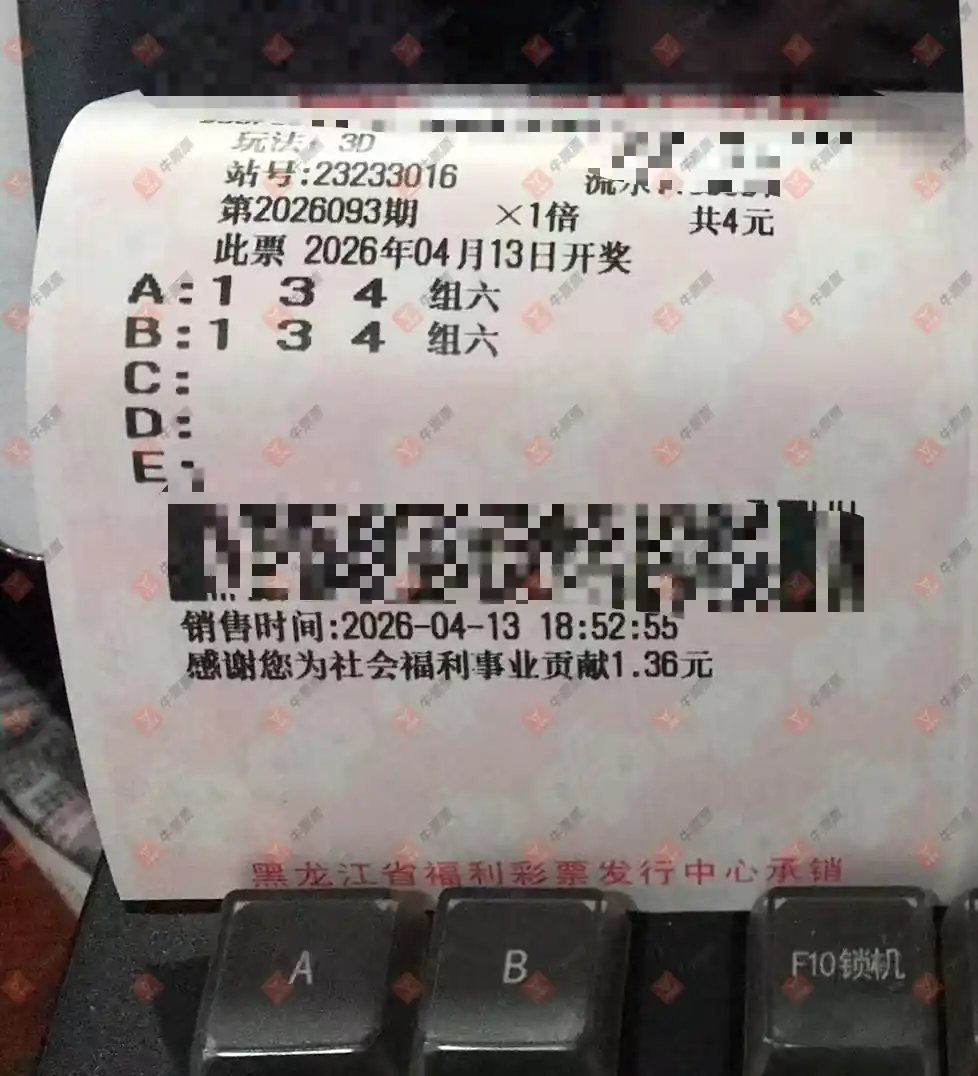 玩法: 3D
站号:23233016
第2026093期 ×1倍 共4元
此票 2026年04月13日开奖
A:1 3 4 组六
B:1 3 4 组六
C:
D:
E:
销售时间:2026-04-13 18:52:55
感谢您为社会福利事业贡献1.36元
黑龙江省福利彩票发行中心承销
A B F10锁机
牛票票